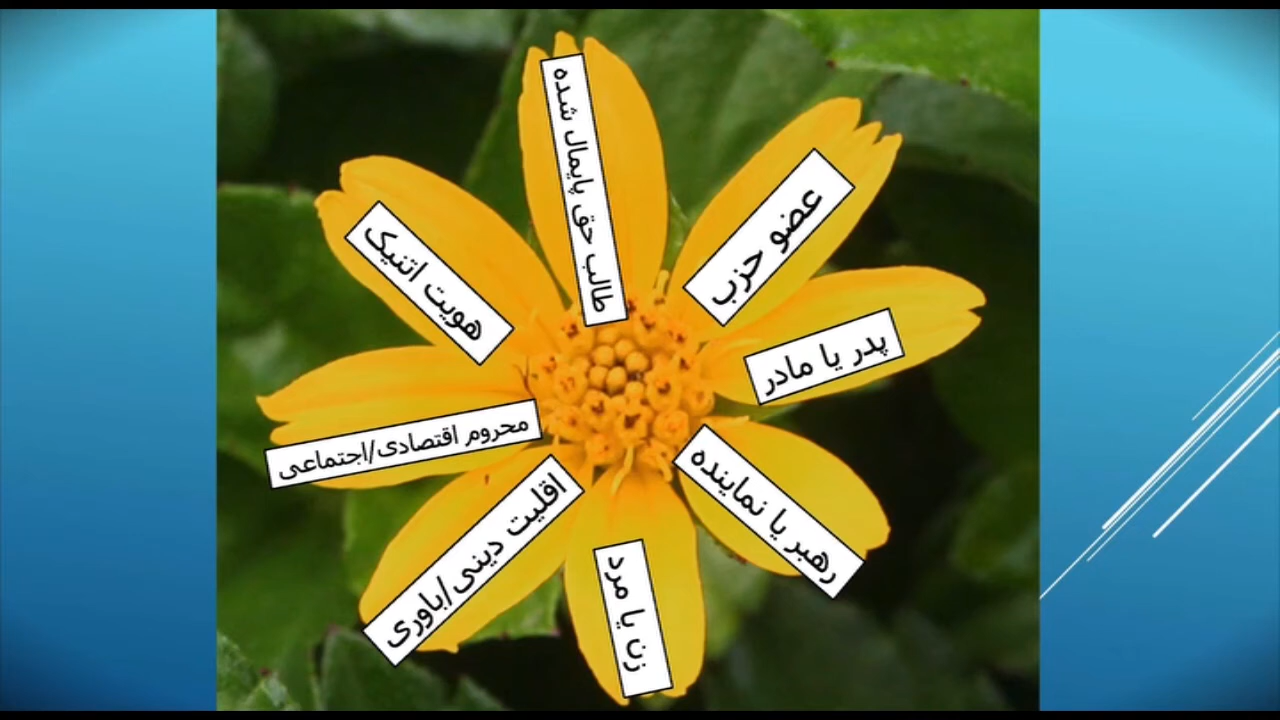 طالب حق پایمال شده
عضو حزب
پدر یا مادر
رهبر یا نماینده
زن یا مرد
اقلیت دینی/باوری
محروم اقتصادی/اجتماعی
هویت اتنیک